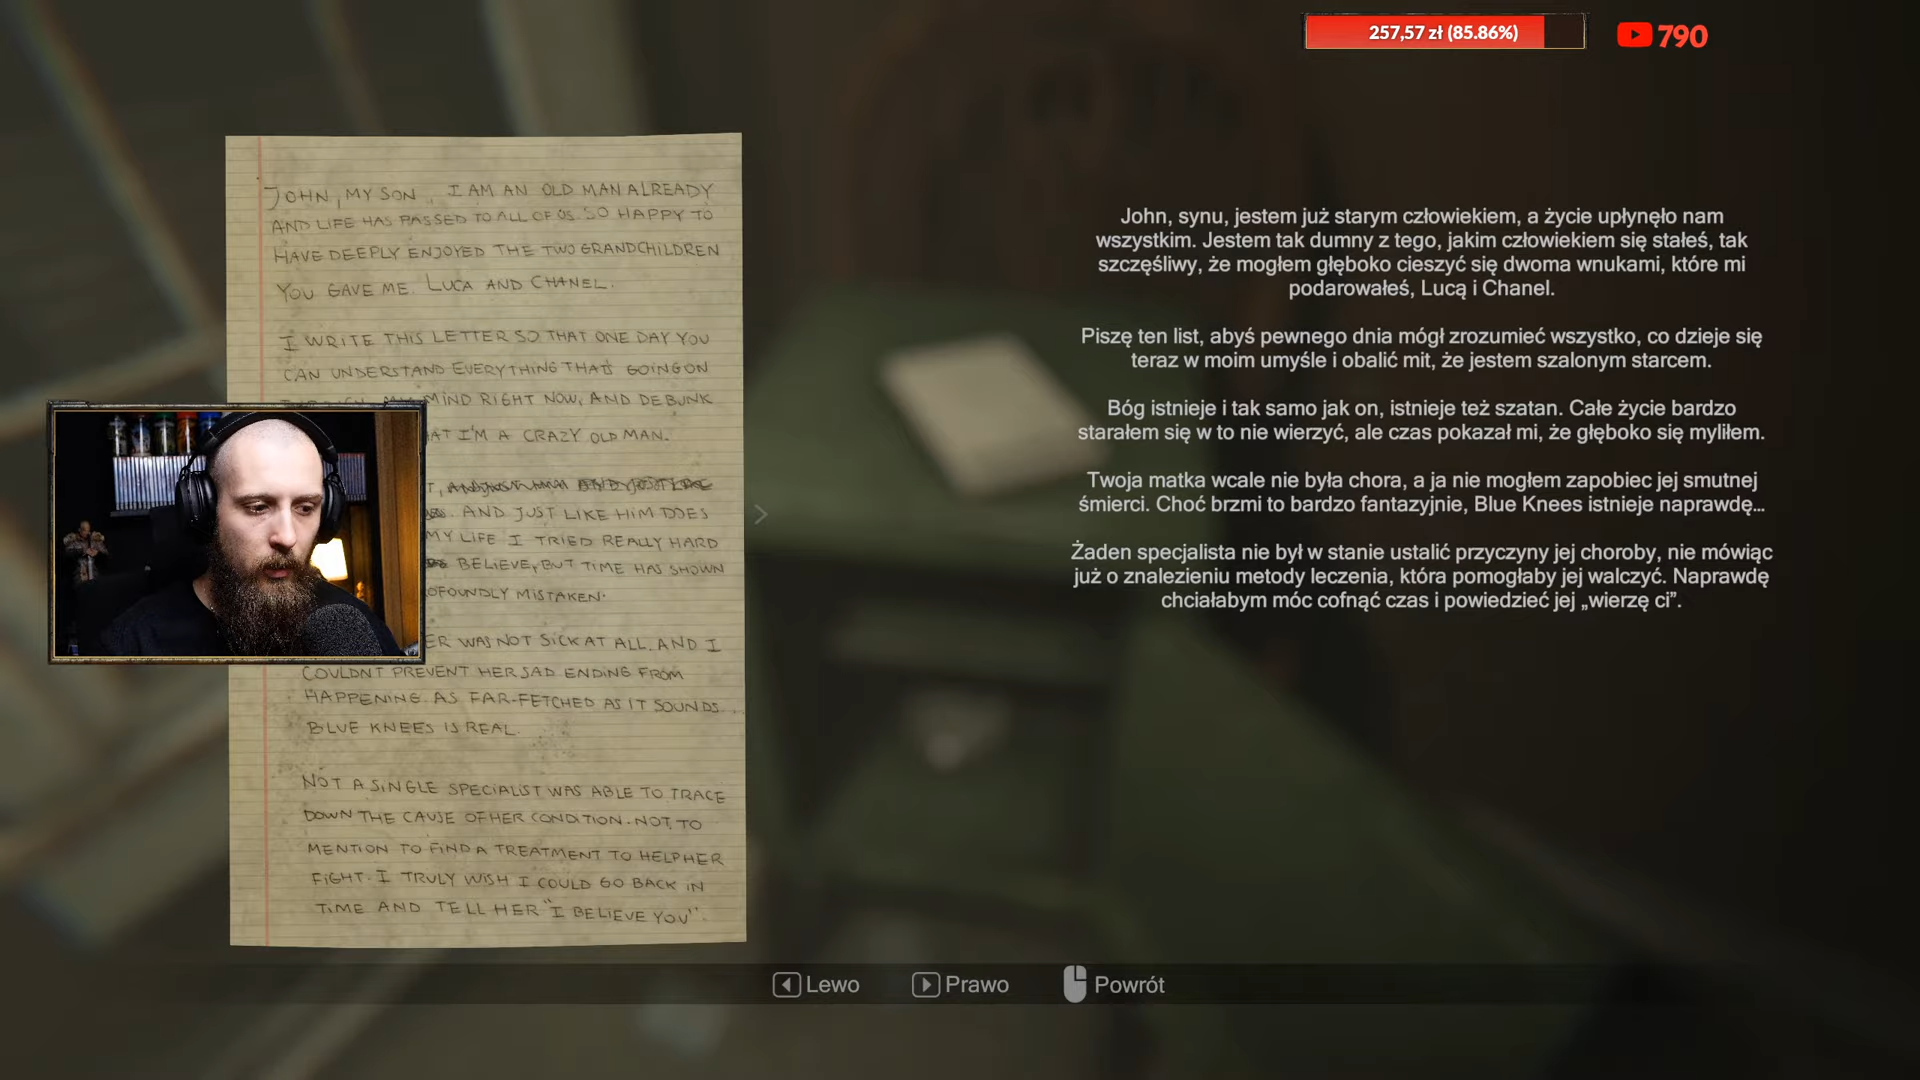 257,57 zł (85.86%)
790
JOHN, MY SON.. I AM AN OLD MAN ALREADY
AND LIFE HAS PASSED TO ALL OF US. SO HAPPY TO
HAVE DEEPLY ENJOYED THE TWO GRANDCHILDREN
YOU GAVE ME. LUCA AND CHANEL.
I WRITE THIS LETTER SO THAT ONE DAY YOU
CAN UNDERSTAND EVERYTHING THATS GOING ON
MIND RIGHT NOW, AND DEBUNK
AT I'M A CRAZY OLD MAN.
T,
. AND JUST LIKE HIM DOES
MY LIFE I TRIED REALLY HARD
BELIEVE, BUT TIME HAS SHOWN
OFOUNDLY MISTAKEN.
ER WAS NOT SICK AT ALL. AND I
COULDNT PREVENT HER SAD ENDING FROM
HAPPENING. AS FAR-FETCHED AS IT SOUNDS...
BLUE KNEES IS REAL.
NOT A SINGLE SPECIALIST WAS ABLE TO TRACE
DOWN THE CAUSE OF HER CONDITION. NOT TO
MENTION TO FIND A TREATMENT TO HELP HER
FIGHT. I TRULY WISH I COULD GO BACK IN
TIME AND TELL HER "I BELIEVE YOU".
John, synu, jestem już starym człowiekiem, a życie upłynęło nam
wszystkim. Jestem tak dumny z tego, jakim człowiekiem się stałeś, tak
szczęśliwy, że mogłem głęboko cieszyć się dwoma wnukami, które mi
podarowałeś, Lucą i Chanel.
Piszę ten list, abyś pewnego dnia mógł zrozumieć wszystko, co dzieje się
teraz w moim umyśle i obalić mit, że jestem szalonym starcem.
Bóg istnieje i tak samo jak on, istnieje też szatan. Całe życie bardzo
starałem się w to nie wierzyć, ale czas pokazał mi, że głęboko się myliłem.
Twoja matka wcale nie była chora, a ja nie mogłem zapobiec jej smutnej
śmierci. Choć brzmi to bardzo fantazyjnie, Blue Knees istnieje naprawdę...
Żaden specjalista nie był w stanie ustalić przyczyny jej choroby, nie mówiąc
już o znalezieniu metody leczenia, która pomogłaby jej walczyć. Naprawdę
chciałabym móc cofnąć czas i powiedzieć jej „wierzę ci”.
Lewo
Prawo
Powrót